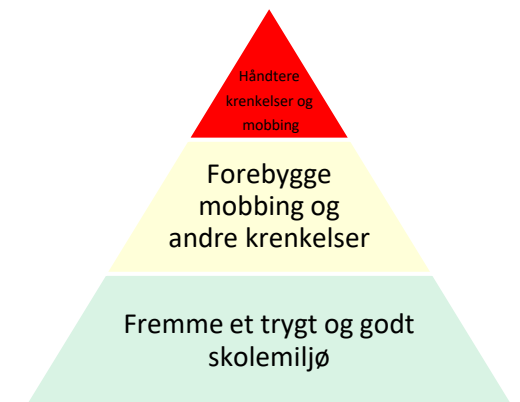 Håndtere
krenkelser og
mobbing
Forebygge
mobbing og
andre krenkelser
Fremme et trygt og godt
skolemiljø